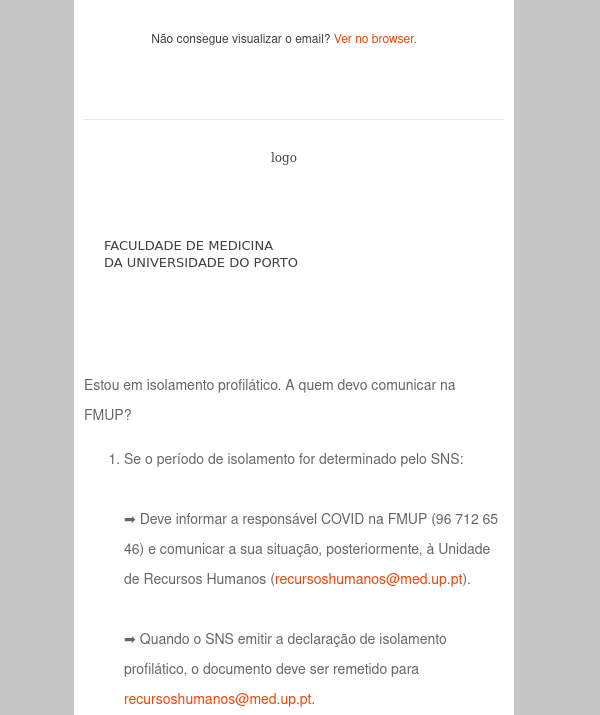 Não consegue visualizar o email? Ver no browser.
logo
FACULDADE DE MEDICINA
DA UNIVERSIDADE DO PORTO
Estou em isolamento profilático. A quem devo comunicar na
FMUP?
1. Se o período de isolamento for determinado pelo SNS:
➡ Deve informar a responsável COVID na FMUP (96 712 65
46) e comunicar a sua situação, posteriormente, à Unidade
de Recursos Humanos (recursoshumanos@med.up.pt).
➡ Quando o SNS emitir a declaração de isolamento
profilático, o documento deve ser remetido para
recursoshumanos@med.up.pt.